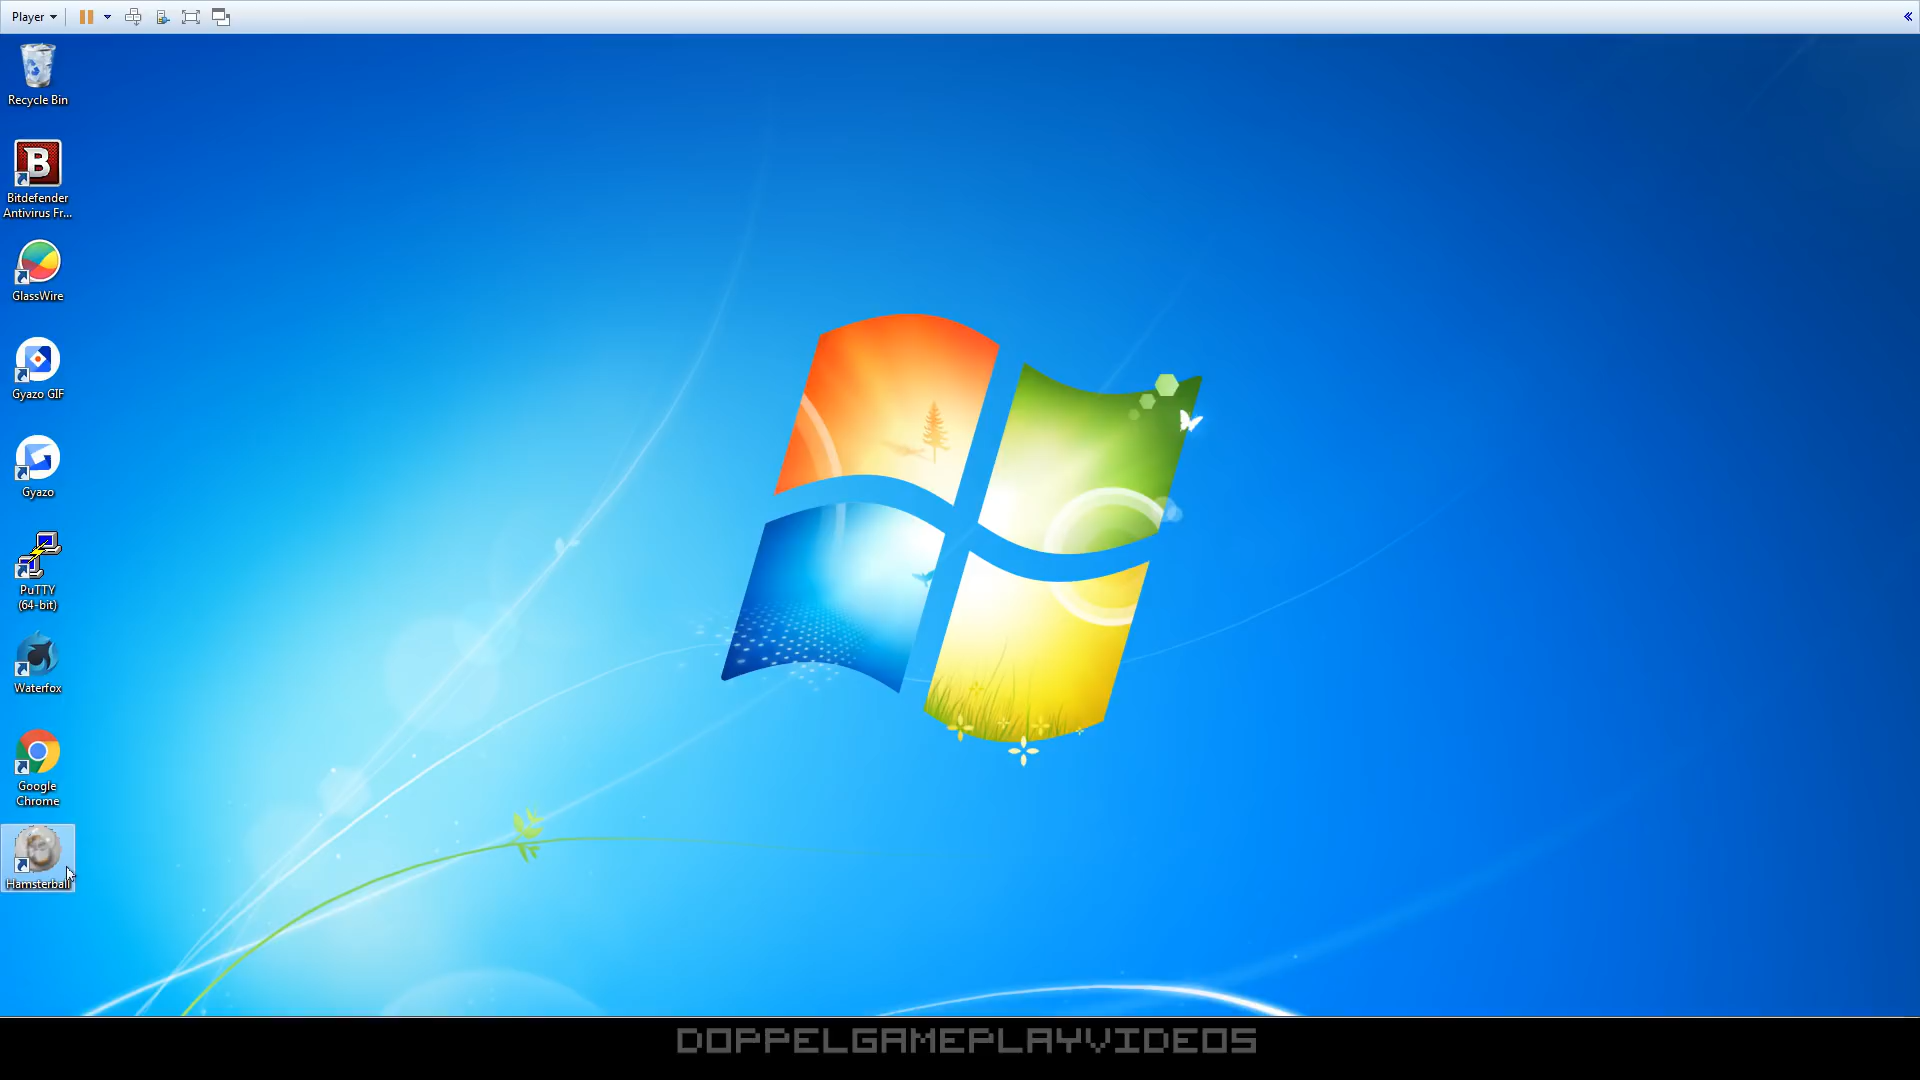 Player
Recycle Bin
B
Bitdefender
Antivirus Fr...
GlassWire
Gyazo GIF
Gyazo
PuTTY
(64-bit)
Waterfox
Google
Chrome
Hamsterball
DOPPELGAMEPLAYVIDEOS